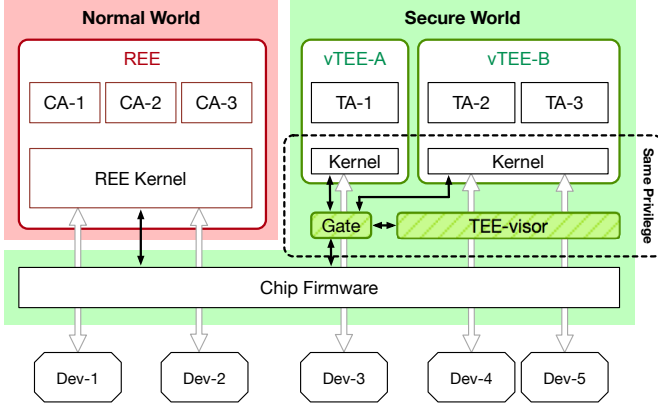 Normal World
Secure World
REE
vTEE-A
vTEE-B
CA-1
CA-2
CA-3
TA-1
TA-2
TA-3
REE Kernel
Kernel
Kernel
Same Privilege
Gate
TEE-visor
Chip Firmware
Dev-1
Dev-2
Dev-3
Dev-4
Dev-5